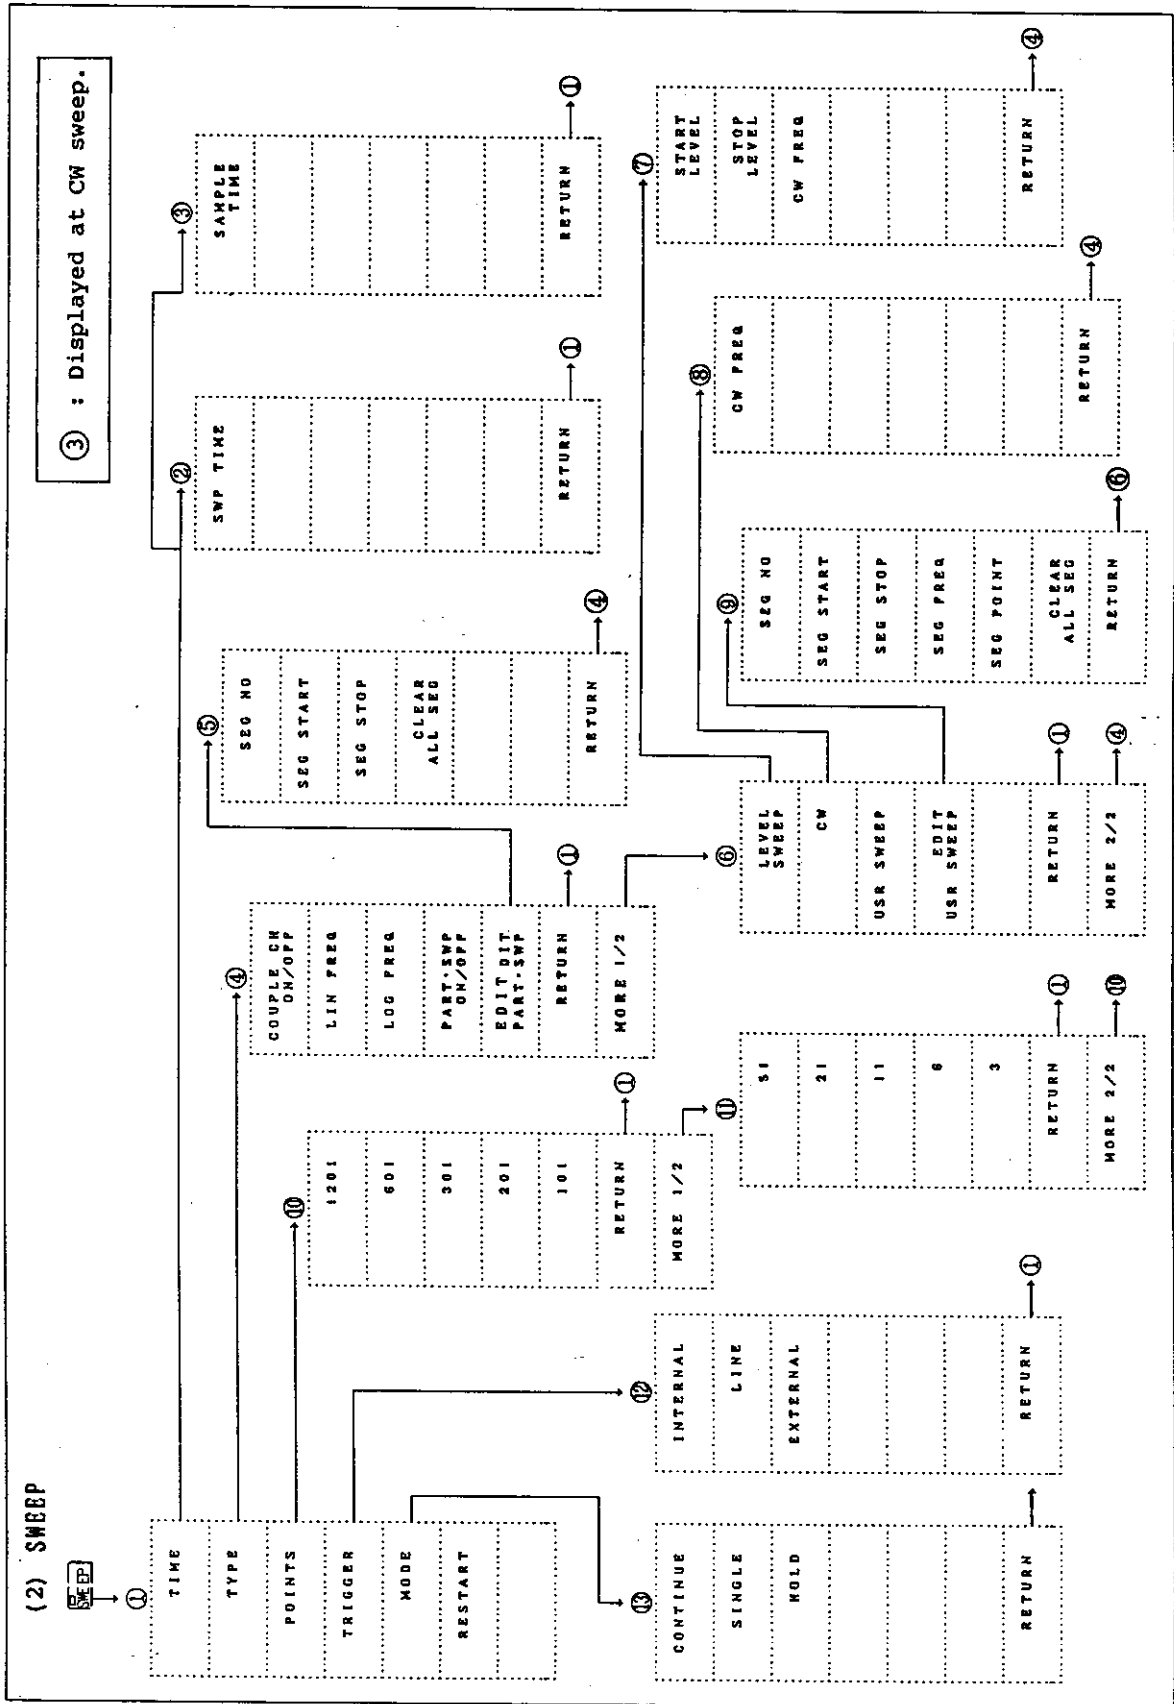 (2) SWEEP
③ : Displayed at CW sweep.
SWEEP
①
TIME
TYPE
POINTS
TRIGGER
MODE
RESTART
②
SWP TIME
RETURN
①
③
SAMPLE
TIME
RETURN
①
④
COUPLE CH
ON/OFF
LIN FREQ
LOG FREQ
PART·SWP
ON/OFF
EDIT DIT
PART·SWP
RETURN
①
MORE 1/2
⑤
SEG NO
SEG START
SEG STOP
CLEAR
ALL SEG
RETURN
④
⑥
LEVEL
SWEEP
CW
USR SWEEP
EDIT
USR SWEEP
RETURN
①
MORE 2/2
④
⑦
START
LEVEL
STOP
LEVEL
CW FREQ
RETURN
④
⑧
CW FREQ
RETURN
④
⑨
SEG NO
SEG START
SEG STOP
SEG FREQ
SEG POINT
CLEAR
ALL SEG
RETURN
⑥
⑩
1201
601
301
201
101
RETURN
①
MORE 1/2
⑪
51
21
11
6
3
RETURN
①
MORE 2/2
⑩
⑫
INTERNAL
LINE
EXTERNAL
RETURN
①
⑬
CONTINUE
SINGLE
HOLD
RETURN